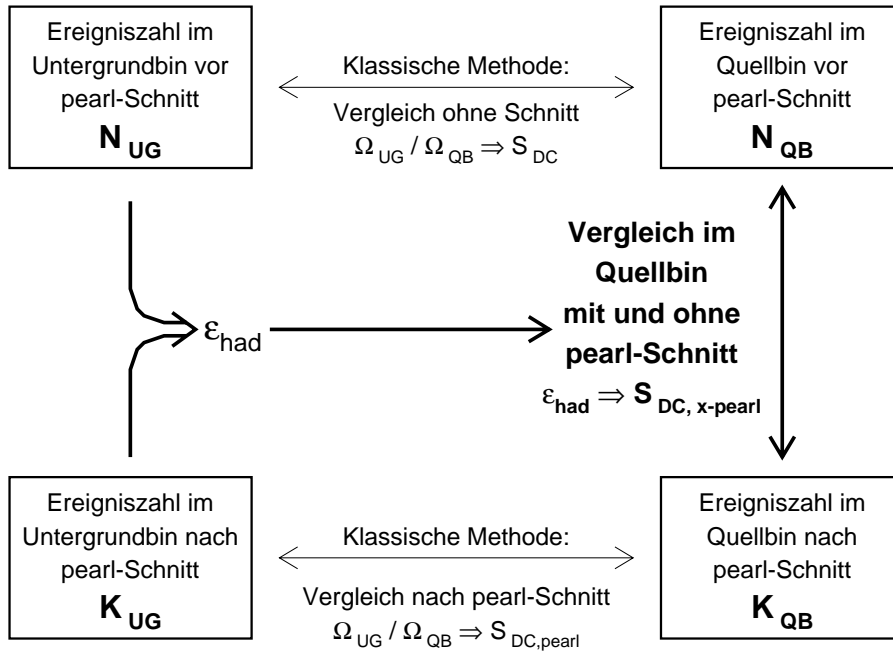 Ereigniszahl im
Untergrundbin vor
pearl-Schnitt
N UG
Klassische Methode:
Vergleich ohne Schnitt
Ω UG / Ω QB ⇒ S DC
Ereigniszahl im
Quellbin vor
pearl-Schnitt
N QB
εhad
Vergleich im
Quellbin
mit und ohne
pearl-Schnitt
εhad ⇒ S DC, x-pearl
Ereigniszahl im
Untergrundbin nach
pearl-Schnitt
K UG
Klassische Methode:
Vergleich nach pearl-Schnitt
Ω UG / Ω QB ⇒ S DC,pearl
Ereigniszahl im
Quellbin nach
pearl-Schnitt
K QB